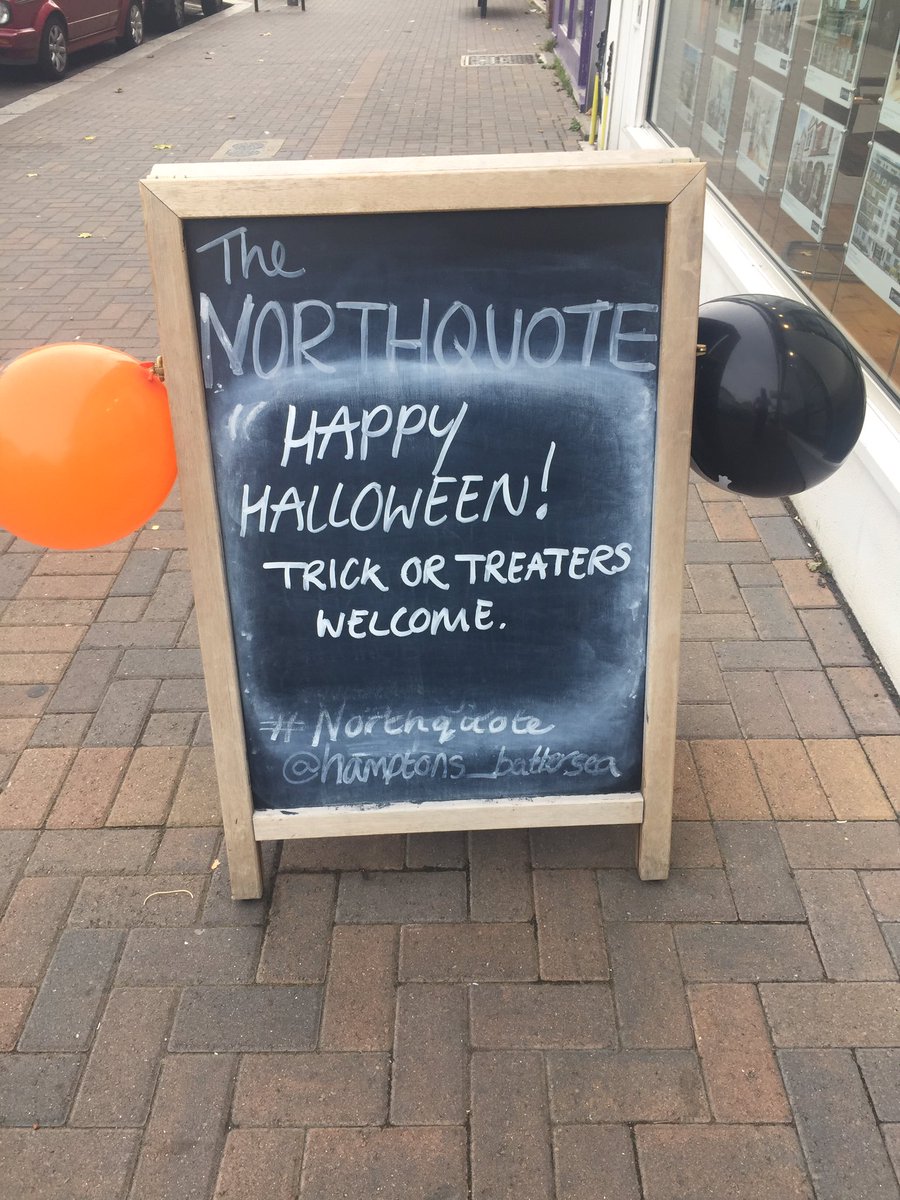 The
NORTHQUOTE
" HAPPY
HALLOWEEN!
TRICK OR TREATERS
WELCOME.
# Northquote
@hamptons_battersea